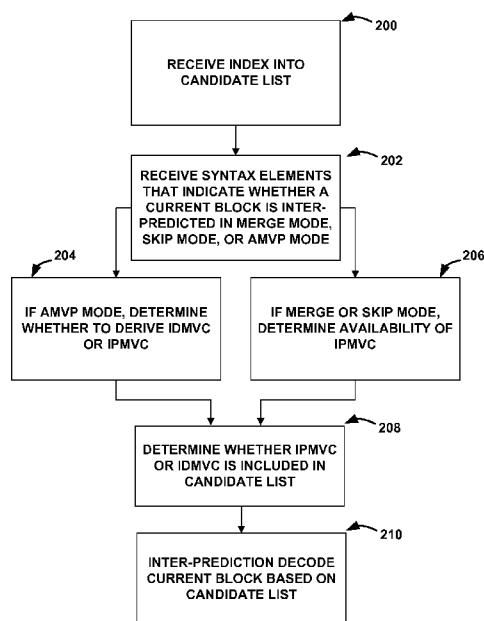 200
RECEIVE INDEX INTO
CANDIDATE LIST
202
RECEIVE SYNTAX ELEMENTS
THAT INDICATE WHETHER A
CURRENT BLOCK IS INTER-
PREDICTED IN MERGE MODE,
SKIP MODE, OR AMVP MODE
204
IF AMVP MODE, DETERMINE
WHETHER TO DERIVE IDMVC
OR IPMVC
206
IF MERGE OR SKIP MODE,
DETERMINE AVAILABILITY OF
IPMVC
208
DETERMINE WHETHER IPMVC
OR IDMVC IS INCLUDED IN
CANDIDATE LIST
210
INTER-PREDICTION DECODE
CURRENT BLOCK BASED ON
CANDIDATE LIST